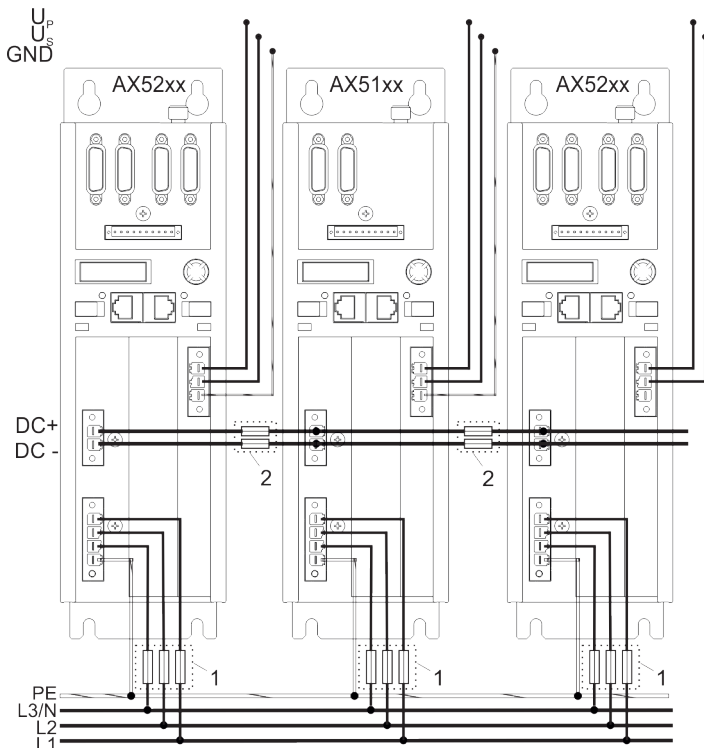 U_P
U_S
GND
AX52xx
AX51xx
AX52xx
DC+
DC -
2
2
1
1
1
PE
L3/N
L2
L1